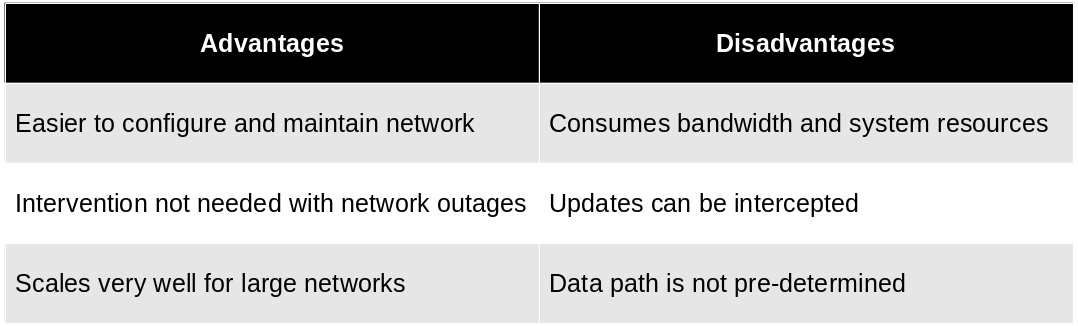 Advantages Disadvantages
Easier to configure and maintain network Consumes bandwidth and system resources
Intervention not needed with network outages Updates can be intercepted
Scales very well for large networks Data path is not pre-determined